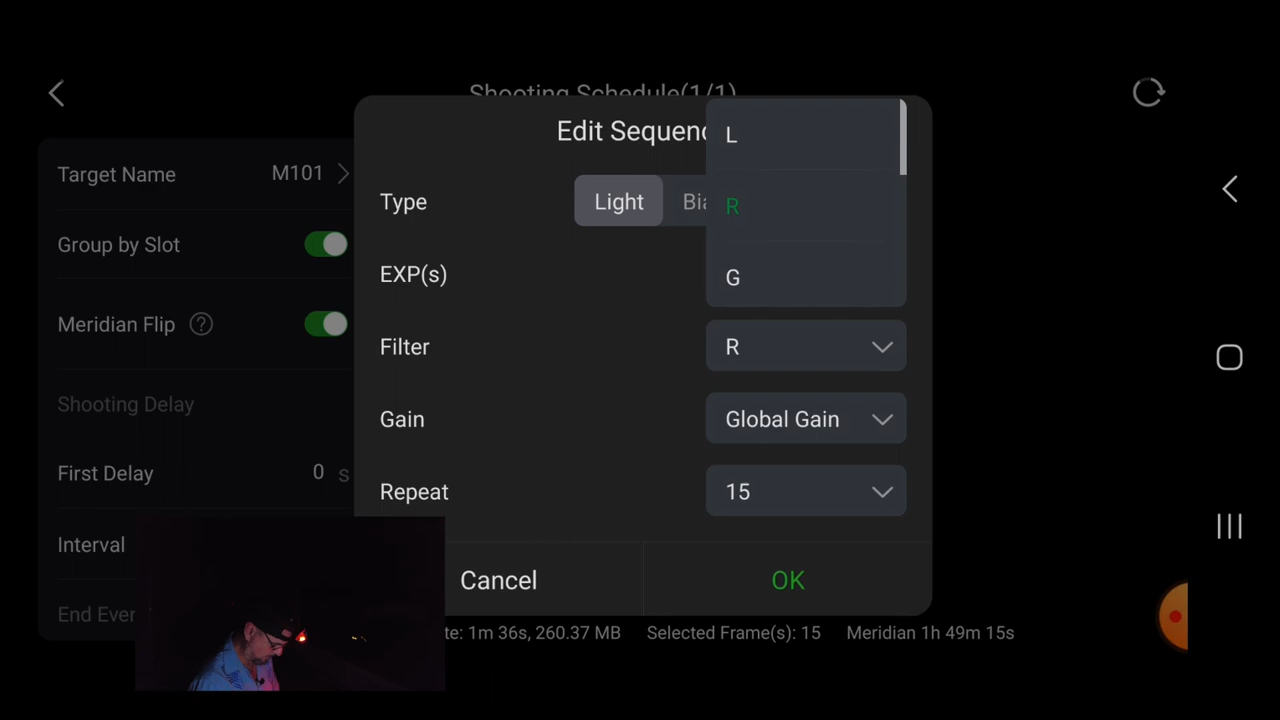 Shooting Schedule(1/1)
Edit Sequenc
L
Target Name M101
Type Light Bia R
Group by Slot
EXP(s) G
Meridian Flip ?
Filter R
Shooting Delay
Gain Global Gain
First Delay 0 s
Repeat 15
Interval
Cancel OK
End Ever
te: 1m 36s, 260.37 MB Selected Frame(s): 15 Meridian 1h 49m 15s